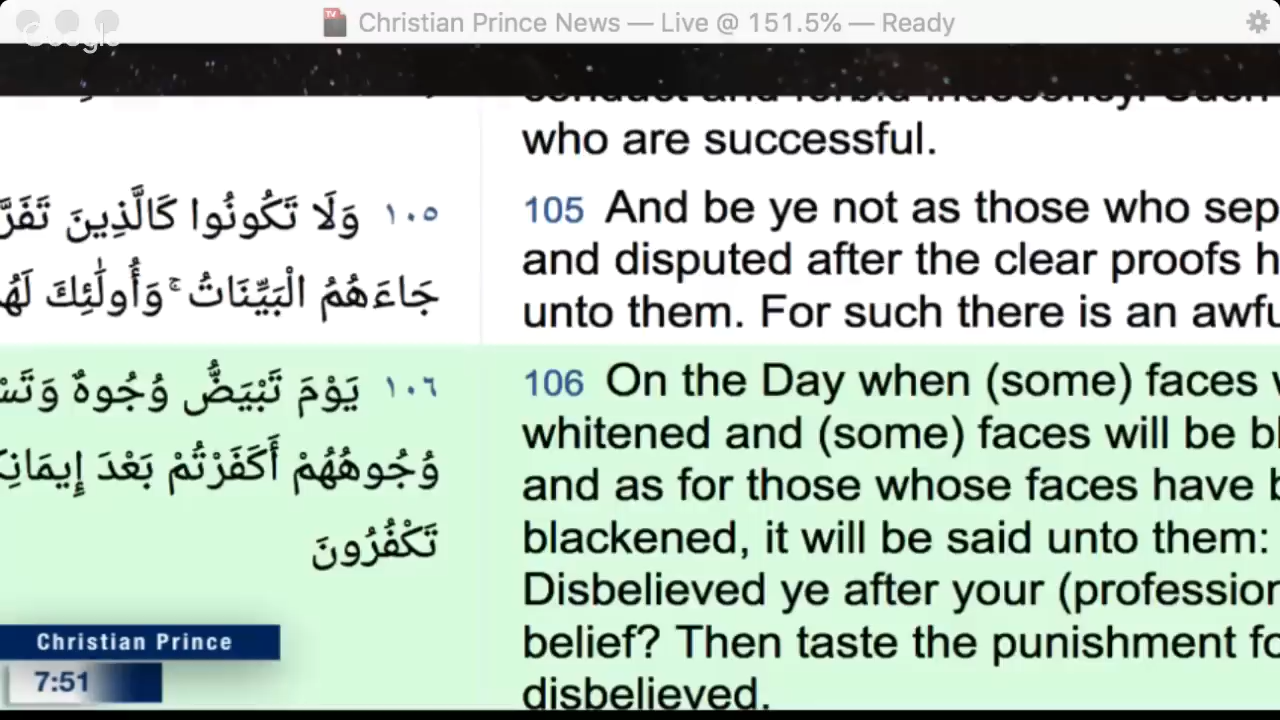 Christian Prince News — Live @ 151.5% — Ready
Google
who are successful.
١٠٥ وَلَا تَكُونُوا كَالَّذِينَ
جَاءَهُمُ الْبَيِّنَاتُ ۚ وَأُولَٰئِكَ
105 And be ye not as those who
and disputed after the clear proofs
unto them. For such there is an
١٠٦ يَوْمَ تَبْيَضُّ وُجُوهٌ
وُجُوهُهُمْ أَكَفَرْتُمْ بَعْدَ
تَكْفُرُونَ
106 On the Day when (some) faces
whitened and (some) faces will be
and as for those whose faces have
blackened, it will be said unto them:
Disbelieved ye after your (profession
belief? Then taste the punishment
disbelieved.
Christian Prince
7:51